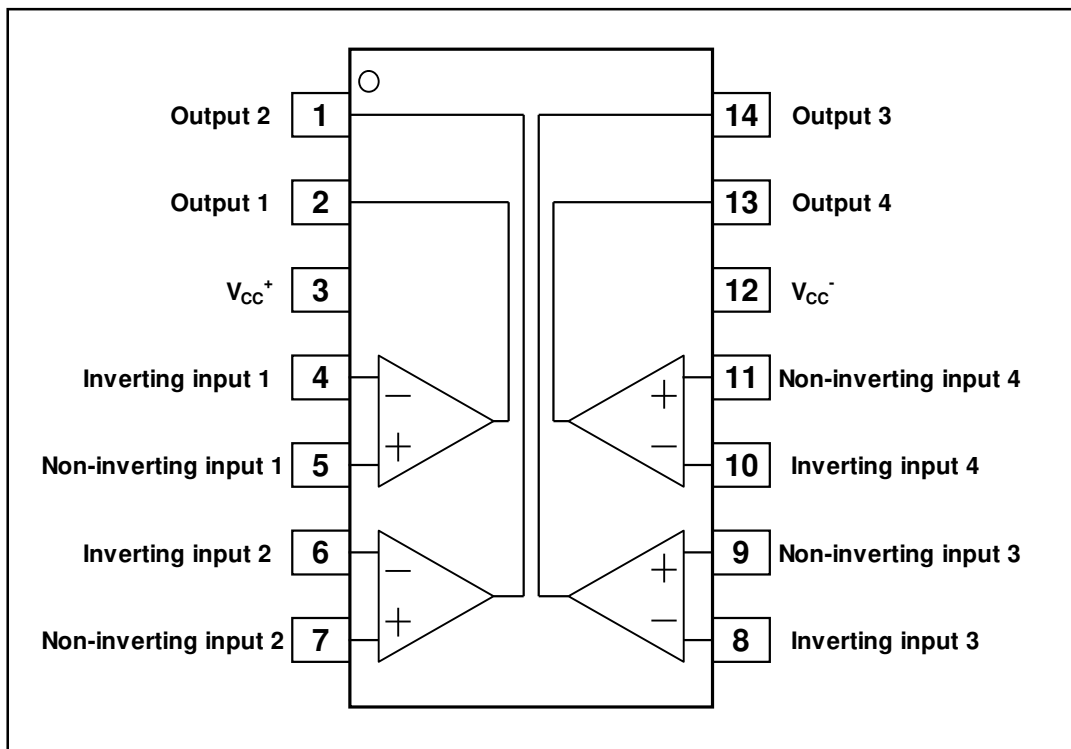 Output 2 1 14 Output 3
Output 1 2 13 Output 4
VCC+ 3 12 VCC-
Inverting input 1 4 − 11 Non-inverting input 4
+
Non-inverting input 1 5 + 10 Inverting input 4
−
Inverting input 2 6 − 9 Non-inverting input 3
+
Non-inverting input 2 7 + 8 Inverting input 3
−